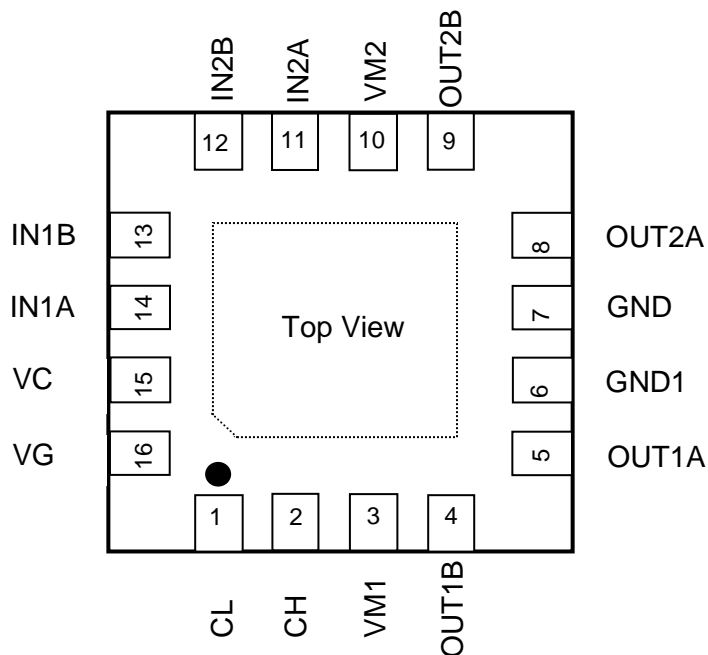 IN2B
IN2A
VM2
OUT2B
12
11
10
9
IN1B
13
8
OUT2A
IN1A
14
7
GND
Top View
VC
15
6
GND1
VG
16
5
OUT1A
1
2
3
4
CL
CH
VM1
OUT1B